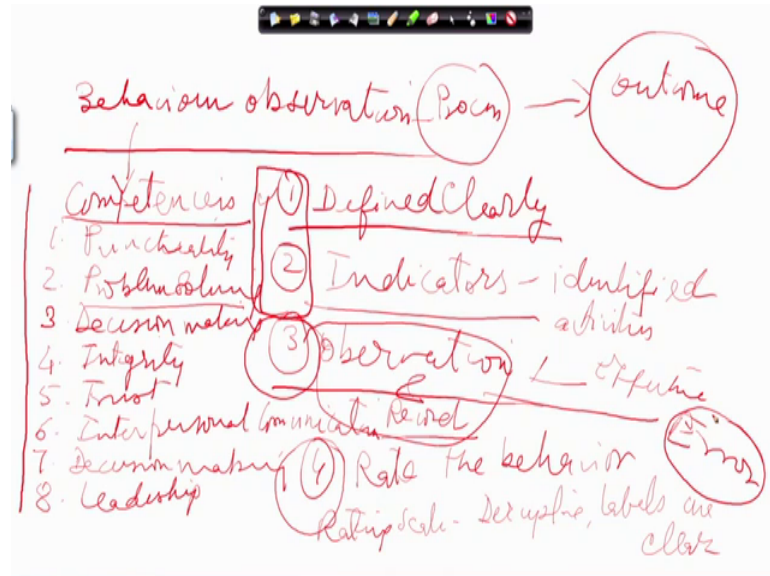 Behaviour observation Process → outcome
Competencies
1. Punctuality
2. Problem Solving
3 Decision making
4. Integrity
5. Trust
6. Interpersonal Communication
7. Decision making
8. Leadership
1 Defined Clearly
2 Indicators - identified
activities
3 Observation Effective
& Record
Error
4 Rate the behavior
Rating Scale - Descriptive, labels are
clear